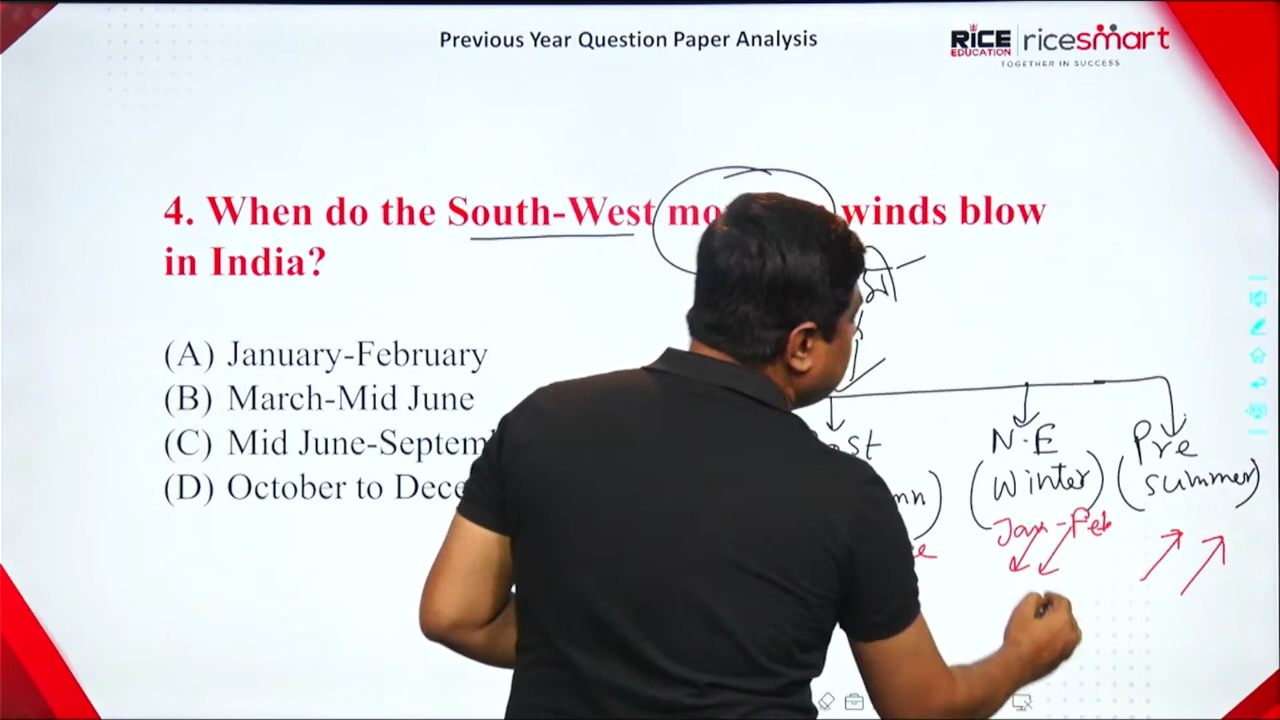 Previous Year Question Paper Analysis
RICE EDUCATION ricesmart
TOGETHER IN SUCCESS
4. When do the South-West mo winds blow
in India?
(A) January-February
(B) March-Mid June
(C) Mid June-Septem
(D) October to Dece
ost N.E Pre
mn) (Winter) (summer)
e Jan-Feb